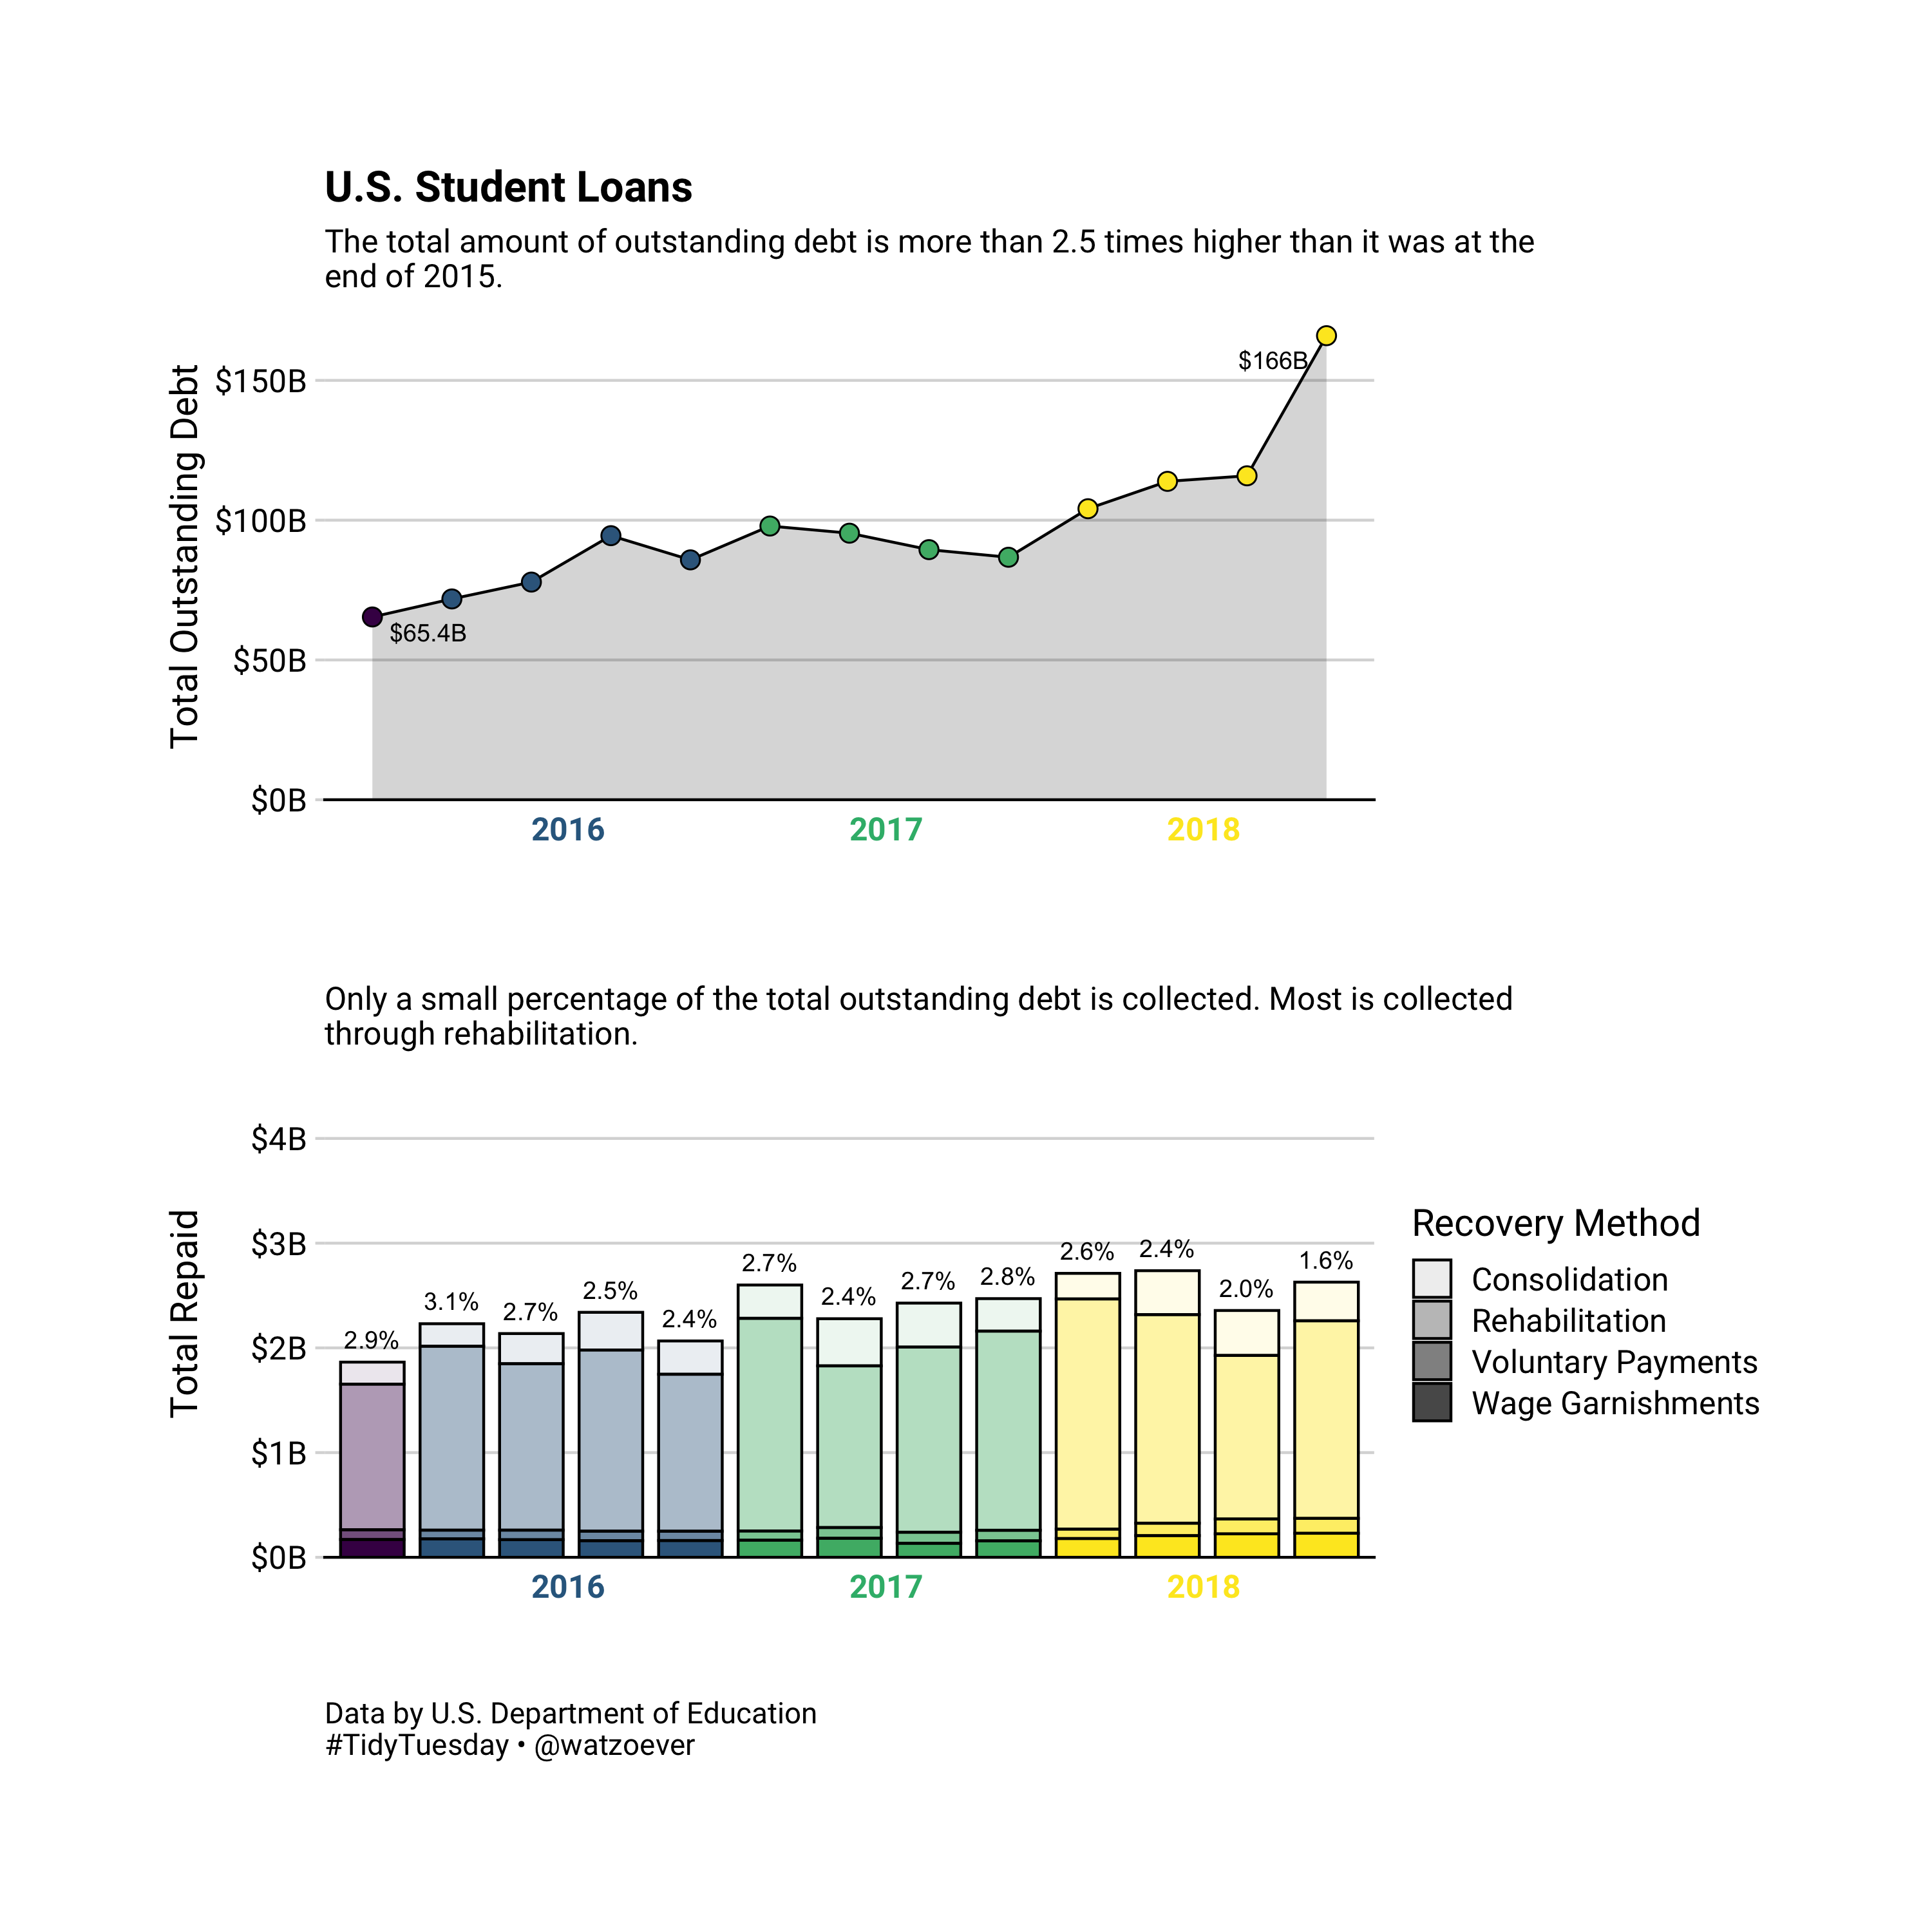 U.S. Student Loans
The total amount of outstanding debt is more than 2.5 times higher than it was at the
end of 2015.
Total Outstanding Debt
$150B
$100B
$50B
$0B
$166B
$65.4B
2016 2017 2018
Only a small percentage of the total outstanding debt is collected. Most is collected
through rehabilitation.
Total Repaid
$4B
$3B
$2B
$1B
$0B
2.9% 3.1% 2.7% 2.5% 2.4% 2.7% 2.4% 2.7% 2.8% 2.6% 2.4% 2.0% 1.6%
2016 2017 2018
Recovery Method
Consolidation
Rehabilitation
Voluntary Payments
Wage Garnishments
Data by U.S. Department of Education
#TidyTuesday • @watzoever